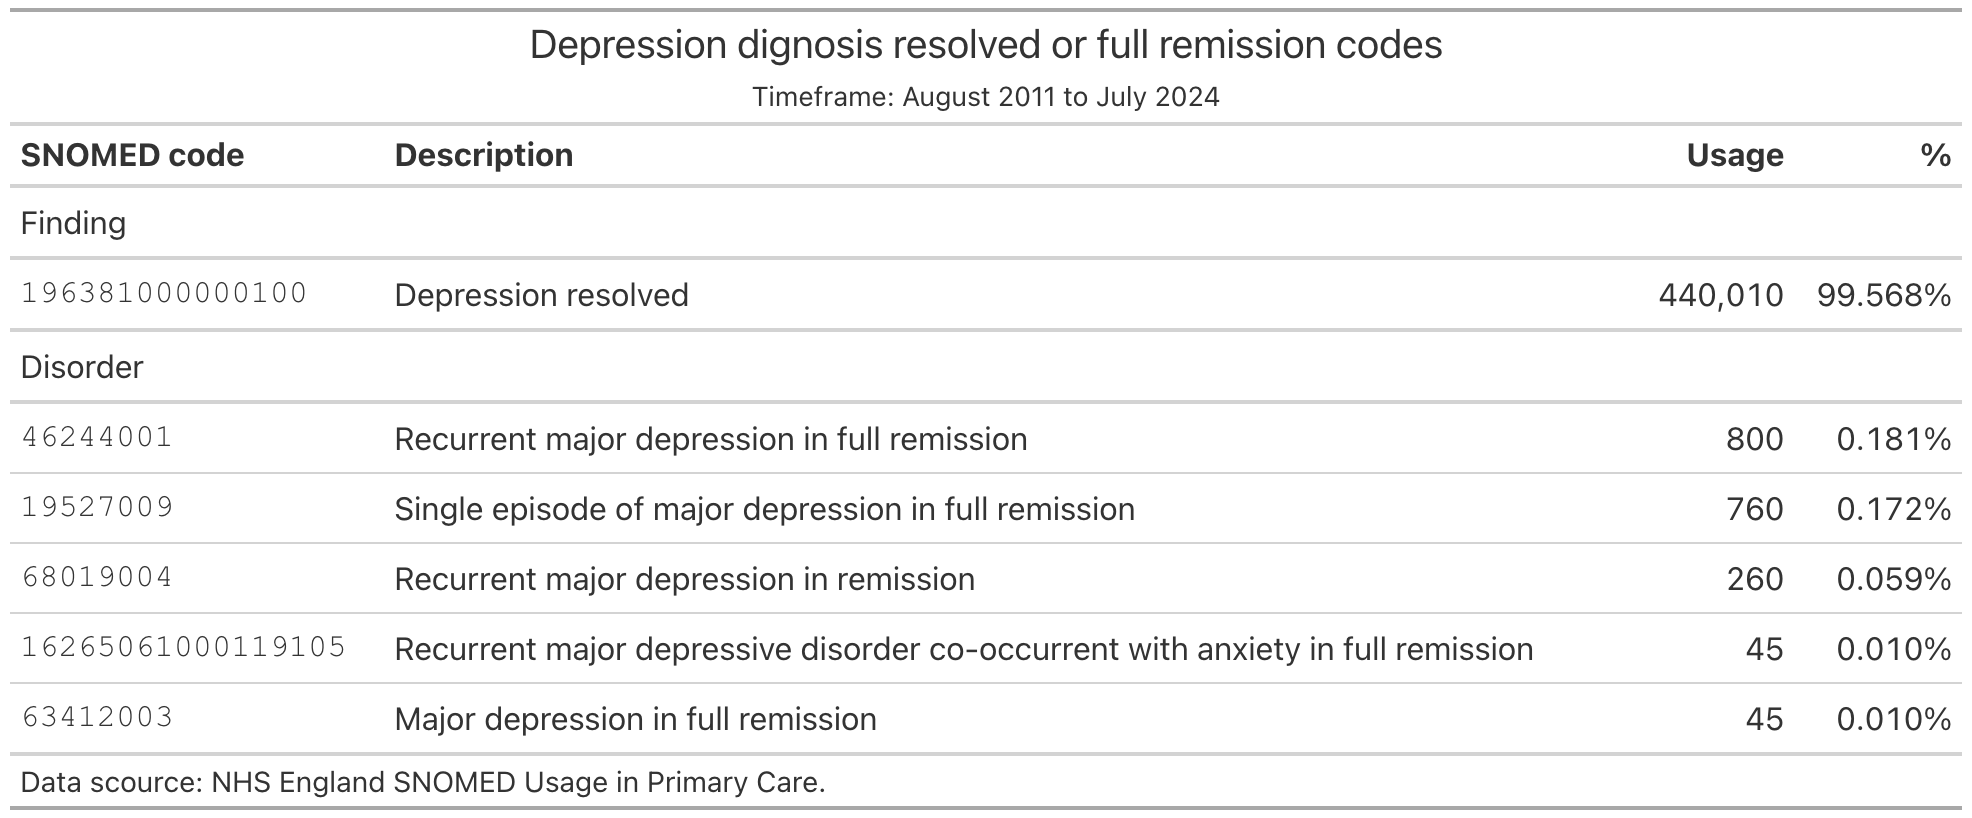 Depression dignosis resolved or full remission codes
Timeframe: August 2011 to July 2024
SNOMED code Description Usage %
Finding
196381000000100 Depression resolved 440,010 99.568%
Disorder
46244001 Recurrent major depression in full remission 800 0.181%
19527009 Single episode of major depression in full remission 760 0.172%
68019004 Recurrent major depression in remission 260 0.059%
16265061000119105 Recurrent major depressive disorder co-occurrent with anxiety in full remission 45 0.010%
63412003 Major depression in full remission 45 0.010%
Data scource: NHS England SNOMED Usage in Primary Care.